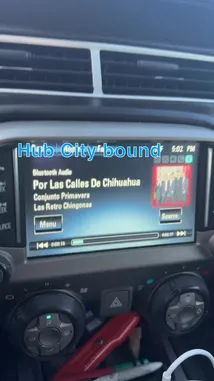 Hub City bound
5:02 PM
Bluetooth Audio
Por Las Calles De Chihuahua
Conjunto Primavera
Las Retro Chingonas
Menu
Source